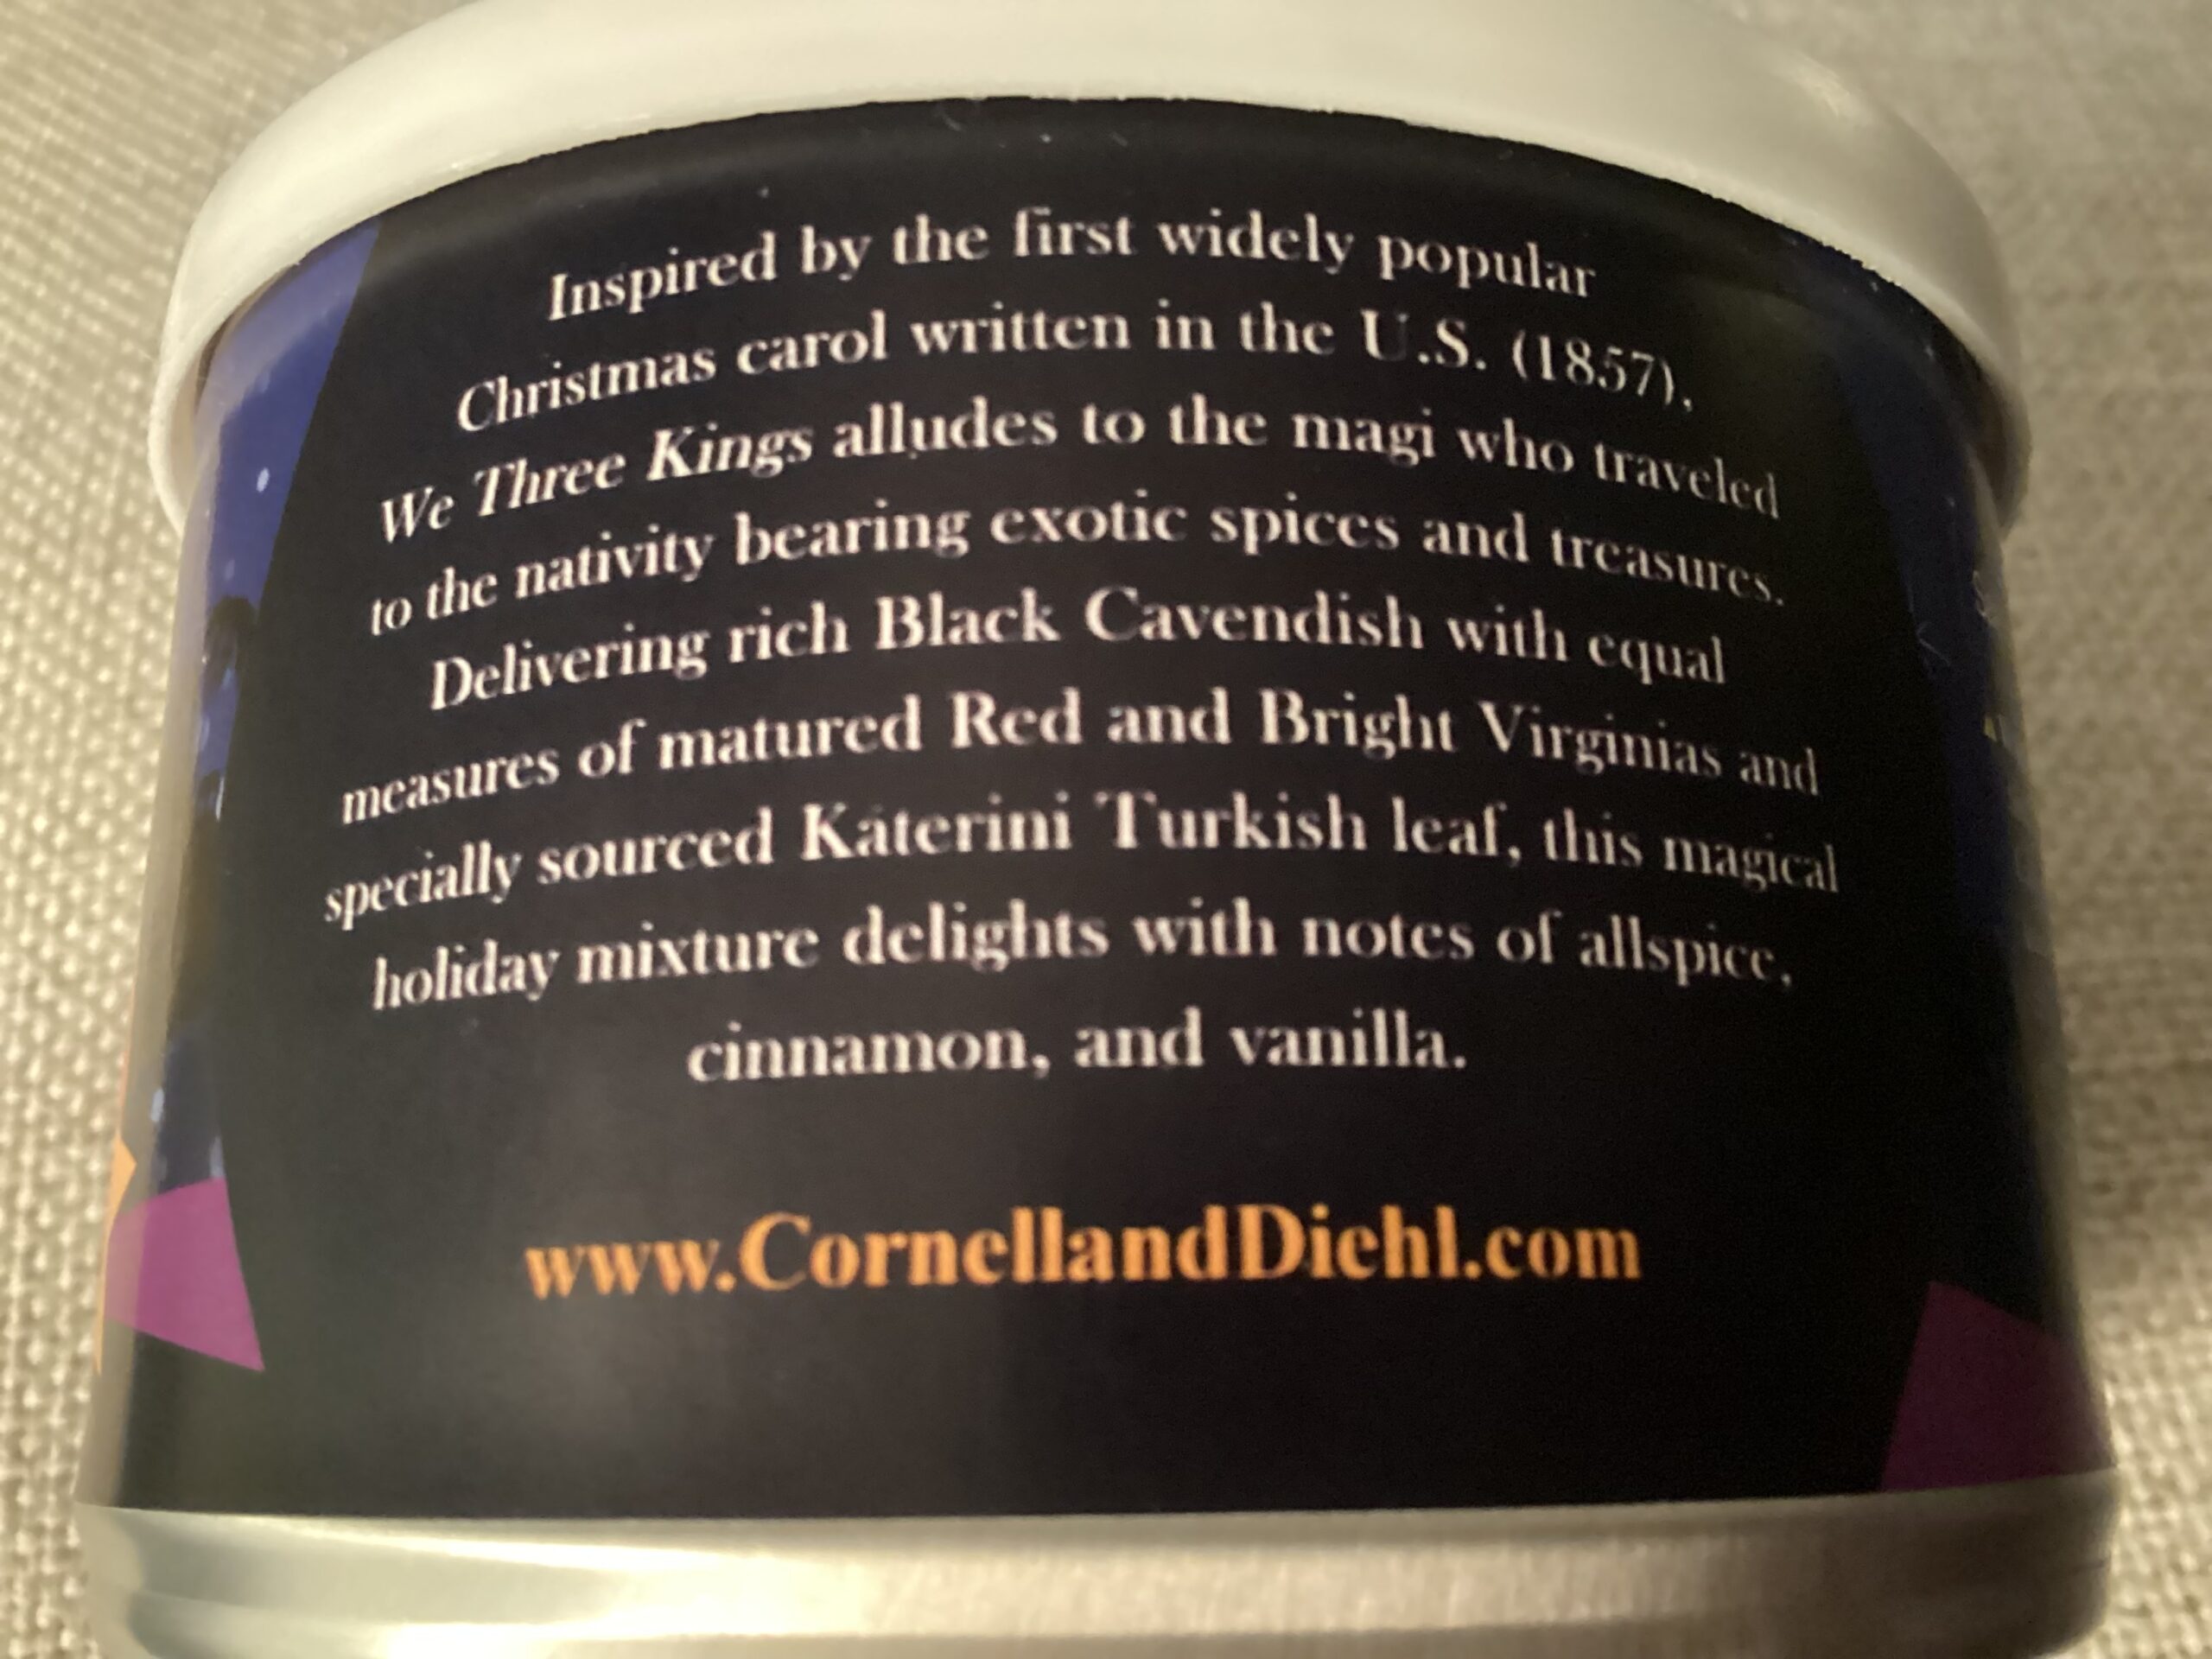 Inspired by the first widely popular
Christmas carol written in the U.S. (1857),
We Three Kings alludes to the magi who traveled
to the nativity bearing exotic spices and treasures.
Delivering rich Black Cavendish with equal
measures of matured Red and Bright Virginias and
specially sourced Katerini Turkish leaf, this magical
holiday mixture delights with notes of allspice,
cinnamon, and vanilla.
www.CornellandDiehl.com